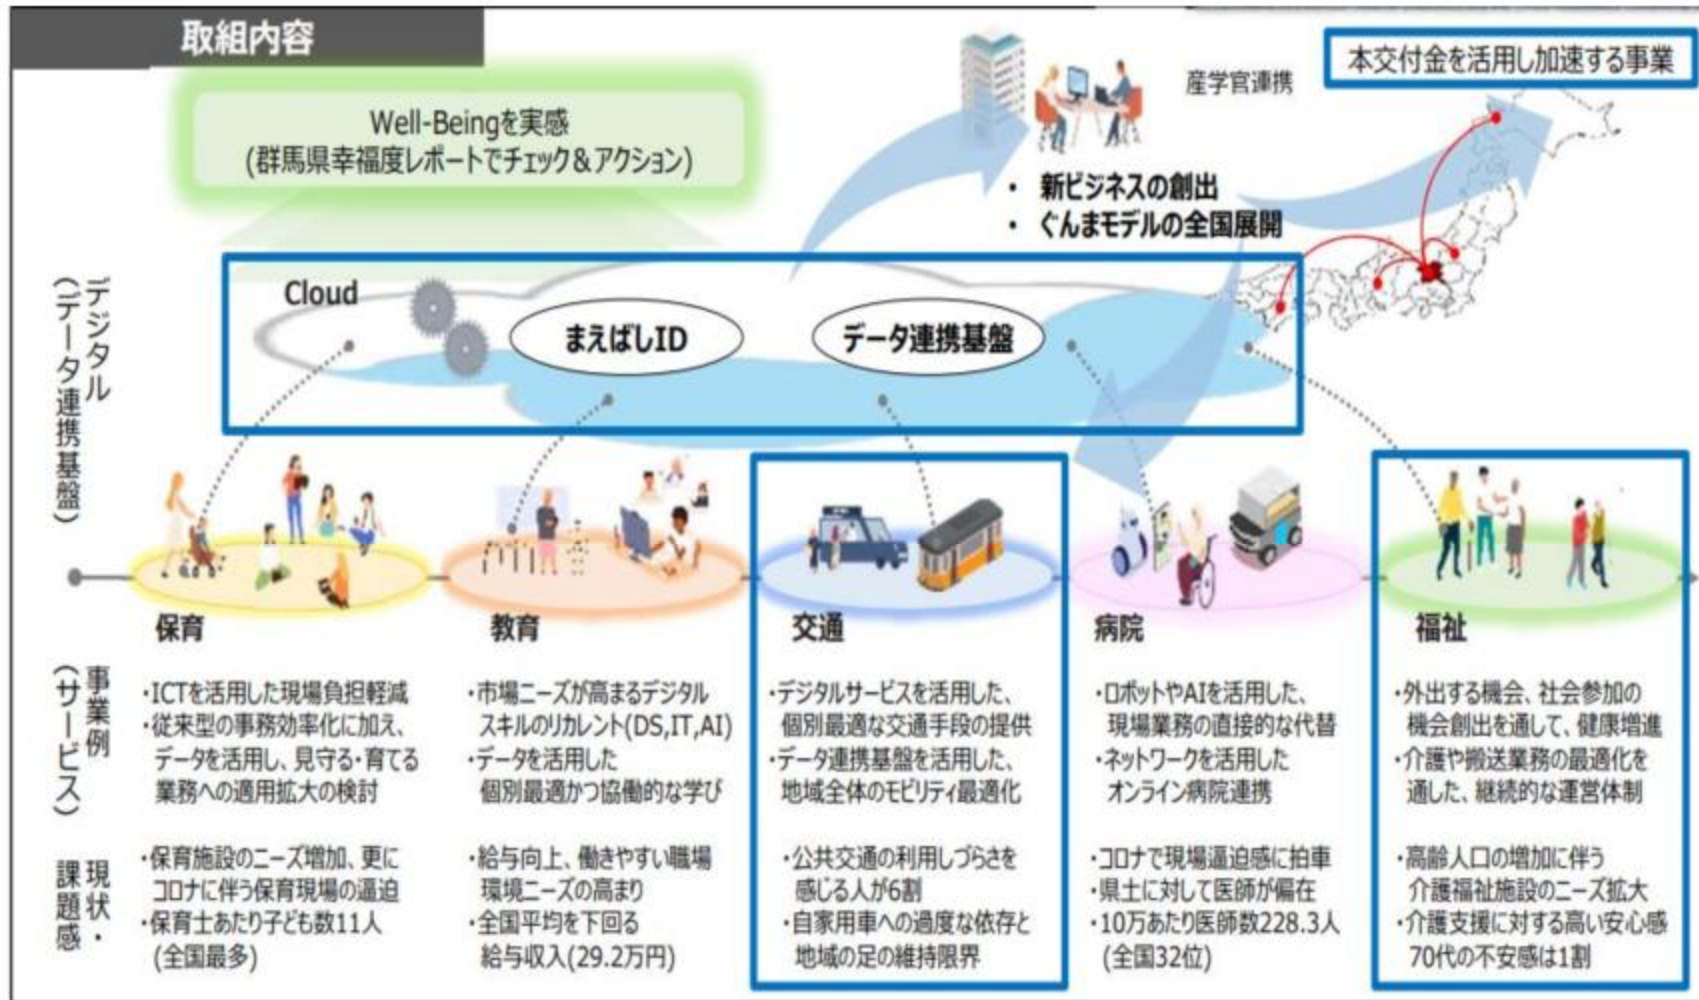 取組内容
本交付金を活用し加速する事業
産学官連携
Well-Beingを実感
(群馬県幸福度レポートでチェック＆アクション)
・ 新ビジネスの創出
・ ぐんまモデルの全国展開
デジタル
(データ連携基盤)
Cloud
まえばしID
データ連携基盤
保育
教育
交通
病院
福祉
事業例
(サービス)
・ICTを活用した現場負担軽減
・従来型の事務効率化に加え、
データを活用し、見守る・育てる
業務への適用拡大の検討
・市場ニーズが高まるデジタル
スキルのリカレント(DS,IT,AI)
・データを活用した
個別最適かつ協働的な学び
・デジタルサービスを活用した、
個別最適な交通手段の提供
・データ連携基盤を活用した、
地域全体のモビリティ最適化
・ロボットやAIを活用した、
現場業務の直接的な代替
・ネットワークを活用した
オンライン病院連携
・外出する機会、社会参加の
機会創出を通して、健康増進
・介護や搬送業務の最適化を
通した、継続的な運営体制
現状・
課題感
・保育施設のニーズ増加、更に
コロナに伴う保育現場の逼迫
・保育士あたり子ども数11人
(全国最多)
・給与向上、働きやすい職場
環境ニーズの高まり
・全国平均を下回る
給与収入(29.2万円)
・公共交通の利用しづらさを
感じる人が6割
・自家用車への過度な依存と
地域の足の維持限界
・コロナで現場逼迫感に拍車
・県土に対して医師が偏在
・10万あたり医師数228.3人
(全国32位)
・高齢人口の増加に伴う
介護福祉施設のニーズ拡大
・介護支援に対する高い安心感
70代の不安感は1割